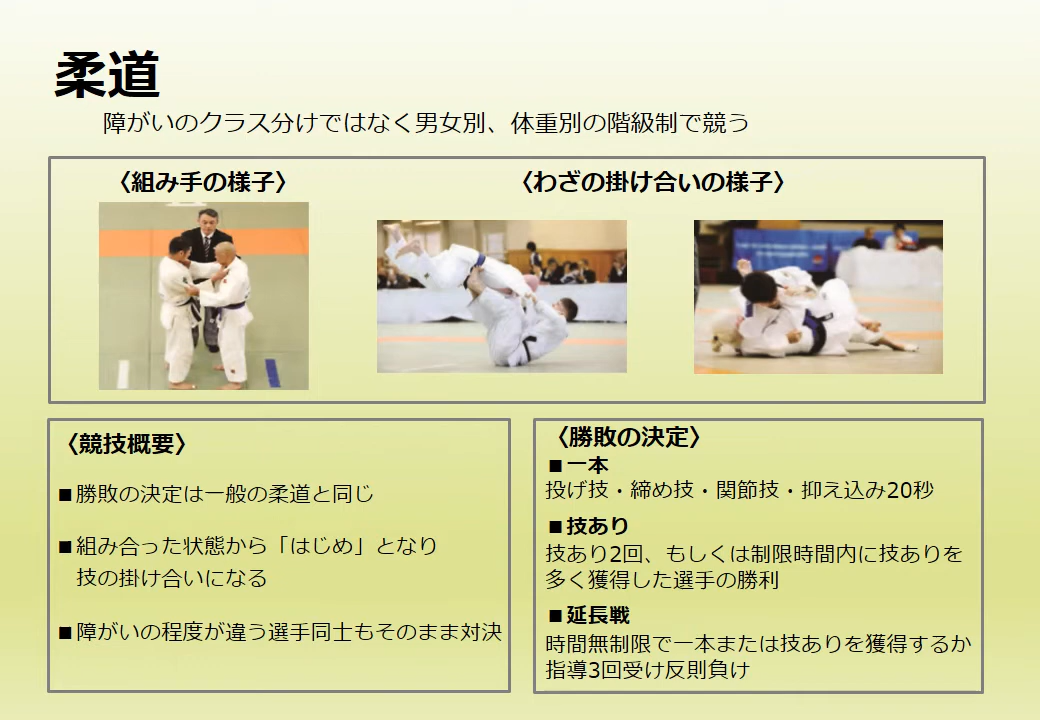 柔道
障がいのクラス分けではなく男女別、体重別の階級制で競う
〈組み手の様子〉
〈わざの掛け合いの様子〉
〈競技概要〉
■勝敗の決定は一般の柔道と同じ
■組み合った状態から「はじめ」となり
技の掛け合いになる
■障がいの程度が違う選手同士もそのまま対決
〈勝敗の決定〉
■一本
投げ技・締め技・関節技・抑え込み20秒
■技あり
技あり2回、もしくは制限時間内に技ありを
多く獲得した選手の勝利
■延長戦
時間無制限で一本または技ありを獲得するか
指導3回受け反則負け